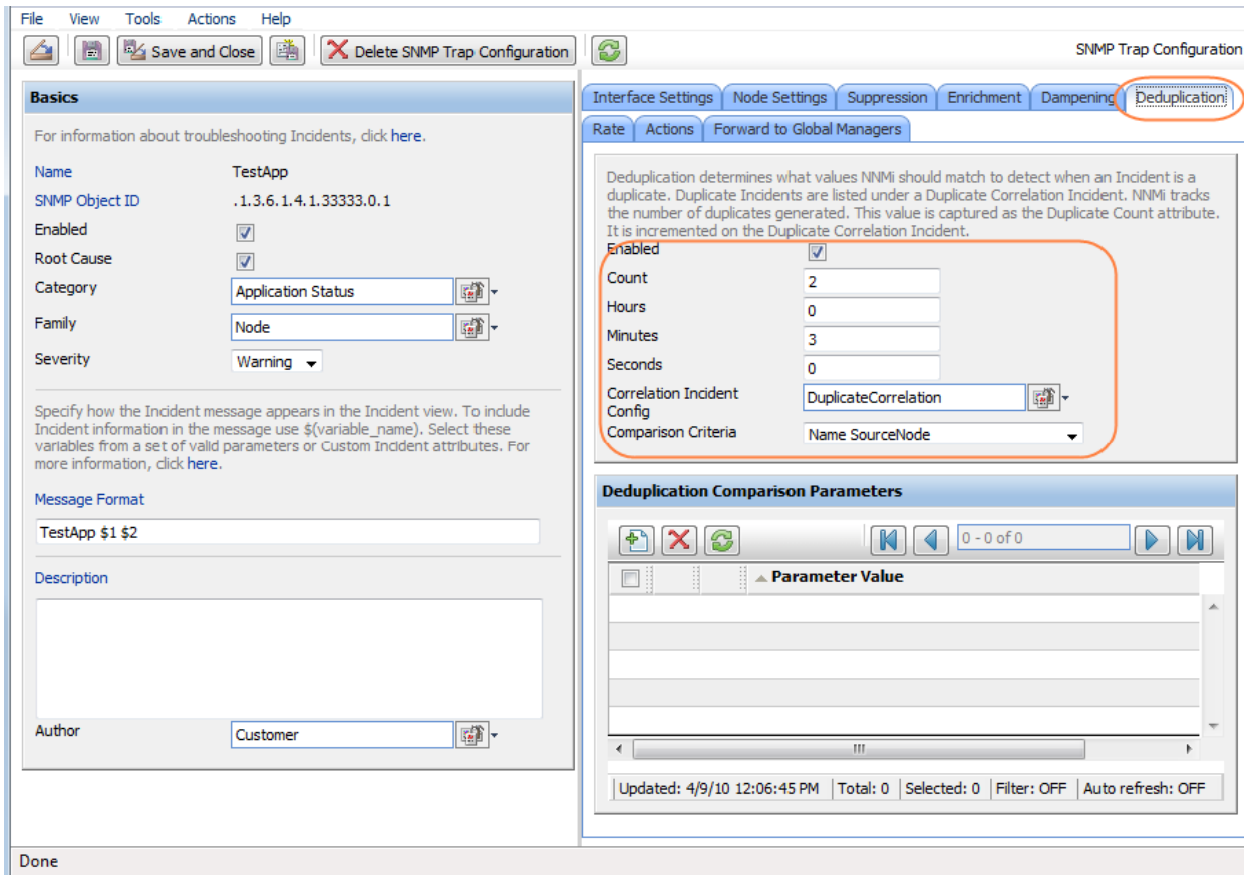 File View Tools Actions Help
Save and Close Delete SNMP Trap Configuration SNMP Trap Configuration
Basics
For information about troubleshooting Incidents, click here.
Name TestApp
SNMP Object ID .1.3.6.1.4.1.33333.0.1
Enabled
Root Cause
Category Application Status
Family Node
Severity Warning
Specify how the Incident message appears in the Incident view. To include
Incident information in the message use $(variable_name). Select these
variables from a set of valid parameters or Custom Incident attributes. For
more information, click here.
Message Format
TestApp $1 $2
Description
Author Customer
Interface Settings Node Settings Suppression Enrichment Dampening Deduplication
Rate Actions Forward to Global Managers
Deduplication determines what values NNMi should match to detect when an Incident is a
duplicate. Duplicate Incidents are listed under a Duplicate Correlation Incident. NNMi tracks
the number of duplicates generated. This value is captured as the Duplicate Count attribute.
It is incremented on the Duplicate Correlation Incident.
Enabled
Count 2
Hours 0
Minutes 3
Seconds 0
Correlation Incident
Config DuplicateCorrelation
Comparison Criteria Name SourceNode
Deduplication Comparison Parameters
0 - 0 of 0
Parameter Value
Updated: 4/9/10 12:06:45 PM Total: 0 Selected: 0 Filter: OFF Auto refresh: OFF
Done